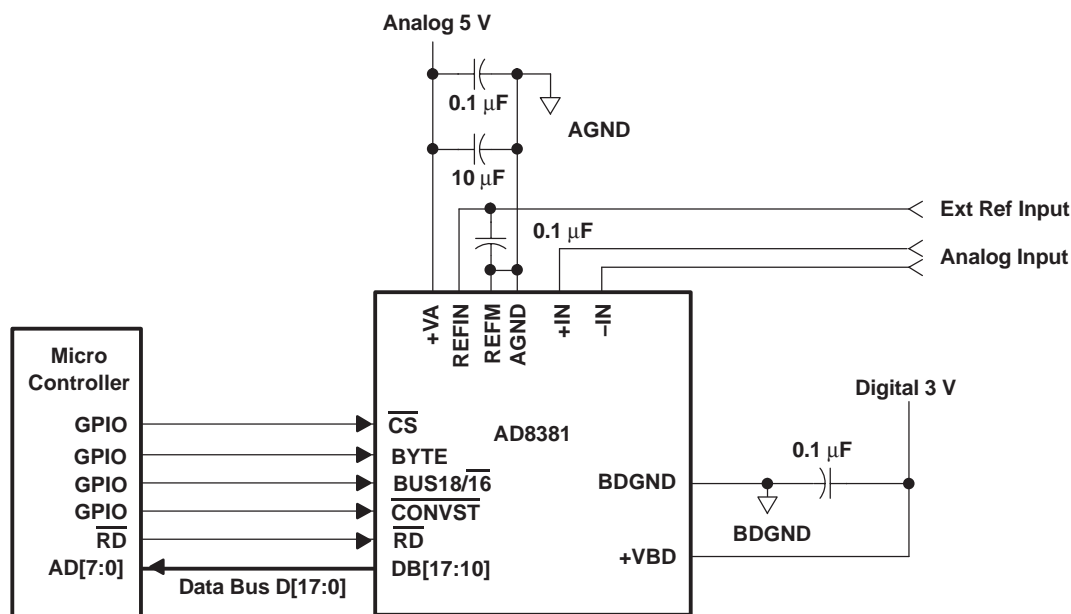 Analog 5 V
0.1 μF
AGND
10 μF
0.1 μF
Ext Ref Input
Analog Input
+VA
REFIN
REFM
AGND
+IN
−IN
Micro
Controller
GPIO
GPIO
GPIO
GPIO
RD
AD[7:0]
Data Bus D[17:0]
CS
BYTE
BUS18/16
CONVST
RD
DB[17:10]
AD8381
BDGND
+VBD
Digital 3 V
0.1 μF
BDGND